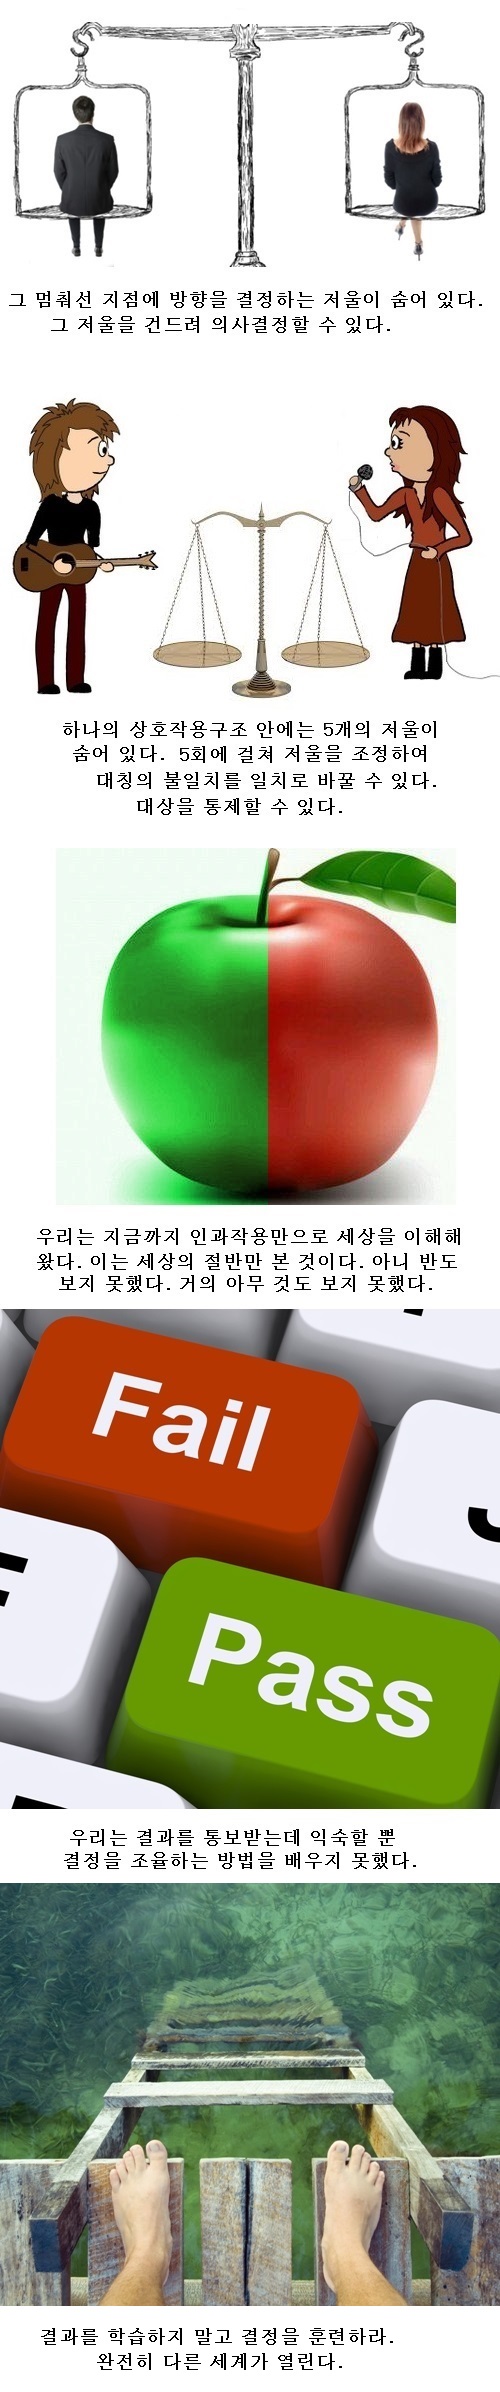 그 멈춰선 지점에 방향을 결정하는 저울이 숨어 있다.
그 저울을 건드려 의사결정할 수 있다.
하나의 상호작용구조 안에는 5개의 저울이
숨어 있다. 5회에 걸쳐 저울을 조정하여
대칭의 불일치를 일치로 바꿀 수 있다.
대상을 통제할 수 있다.
우리는 지금까지 인과작용만으로 세상을 이해해
왔다. 이는 세상의 절반만 본 것이다. 아니 반도
보지 못했다. 거의 아무 것도 보지 못했다.
Fail
Pass
우리는 결과를 통보받는데 익숙할 뿐
결정을 조율하는 방법을 배우지 못했다.
결과를 학습하지 말고 결정을 훈련하라.
완전히 다른 세계가 열린다.